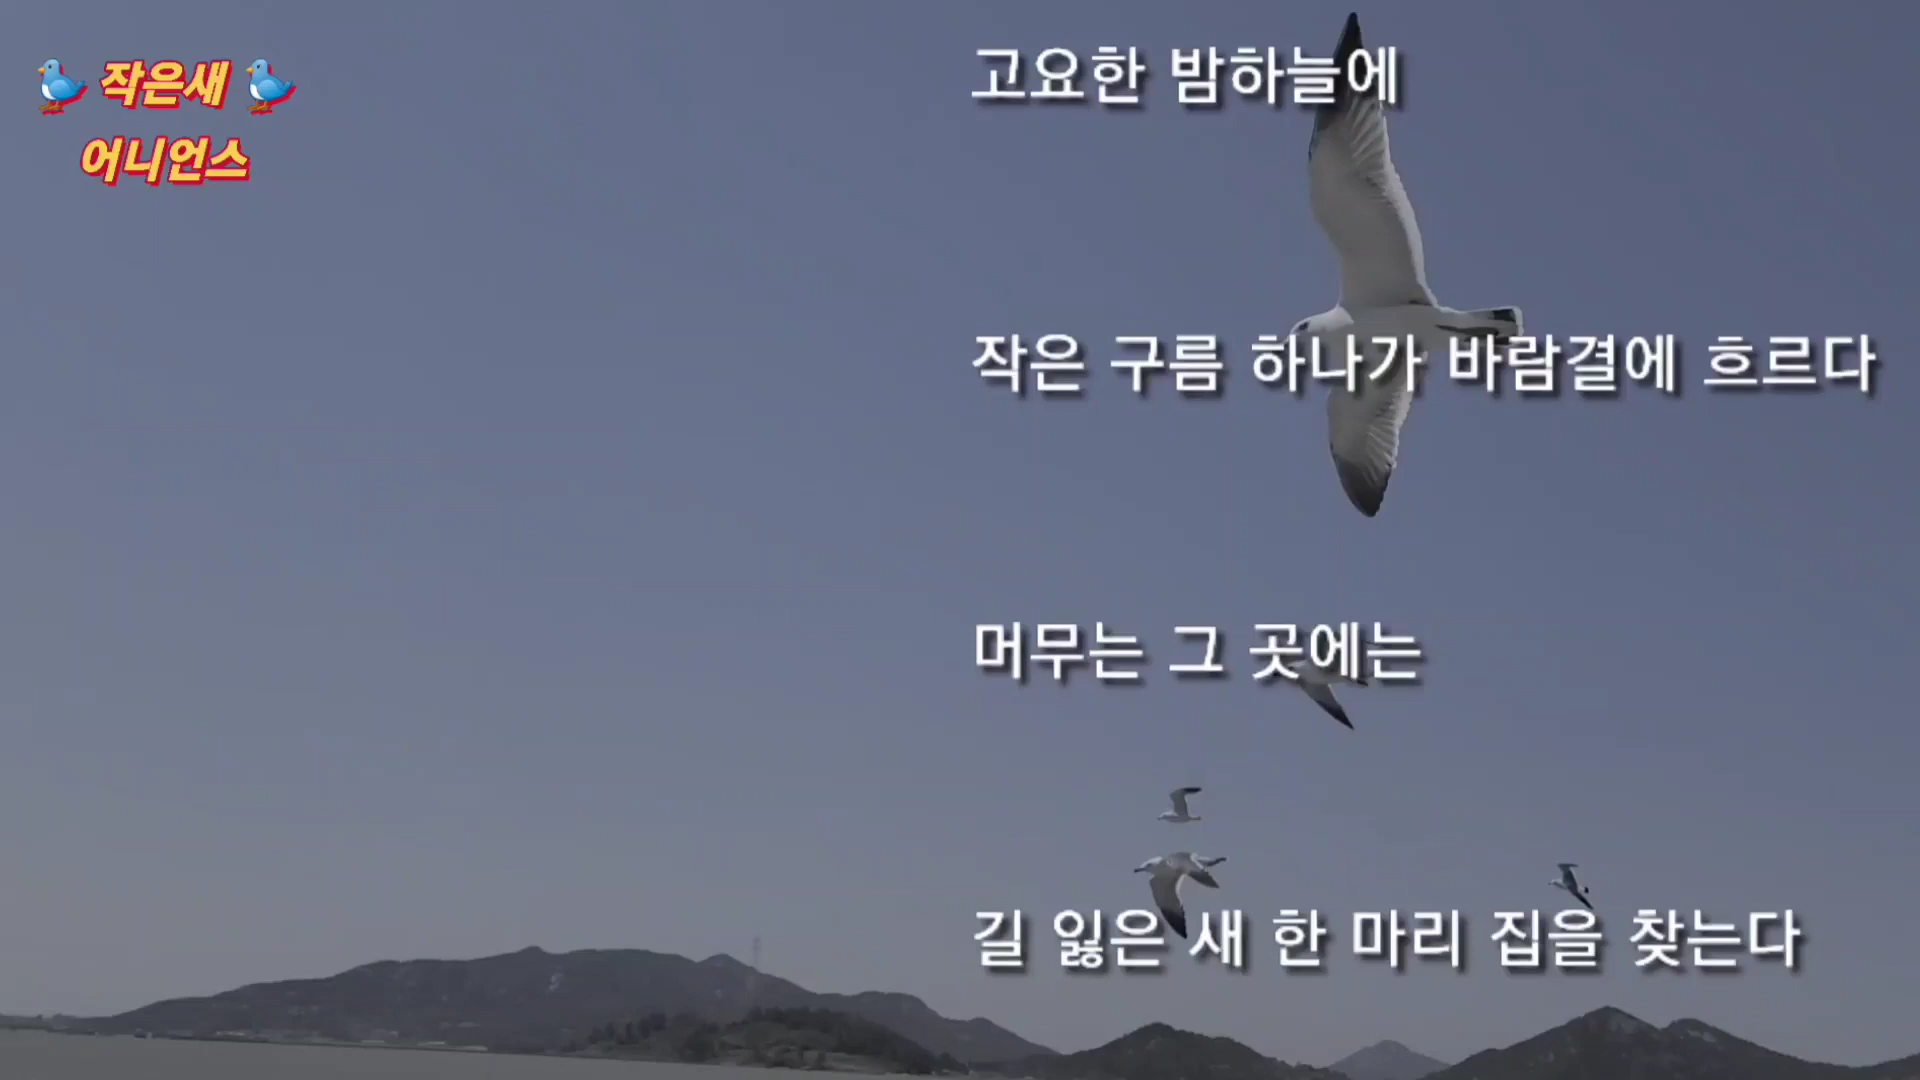 작은새
어니언스
고요한 밤하늘에
작은 구름 하나가 바람결에 흐르다
머무는 그 곳에는
길 잃은 새 한 마리 집을 찾는다